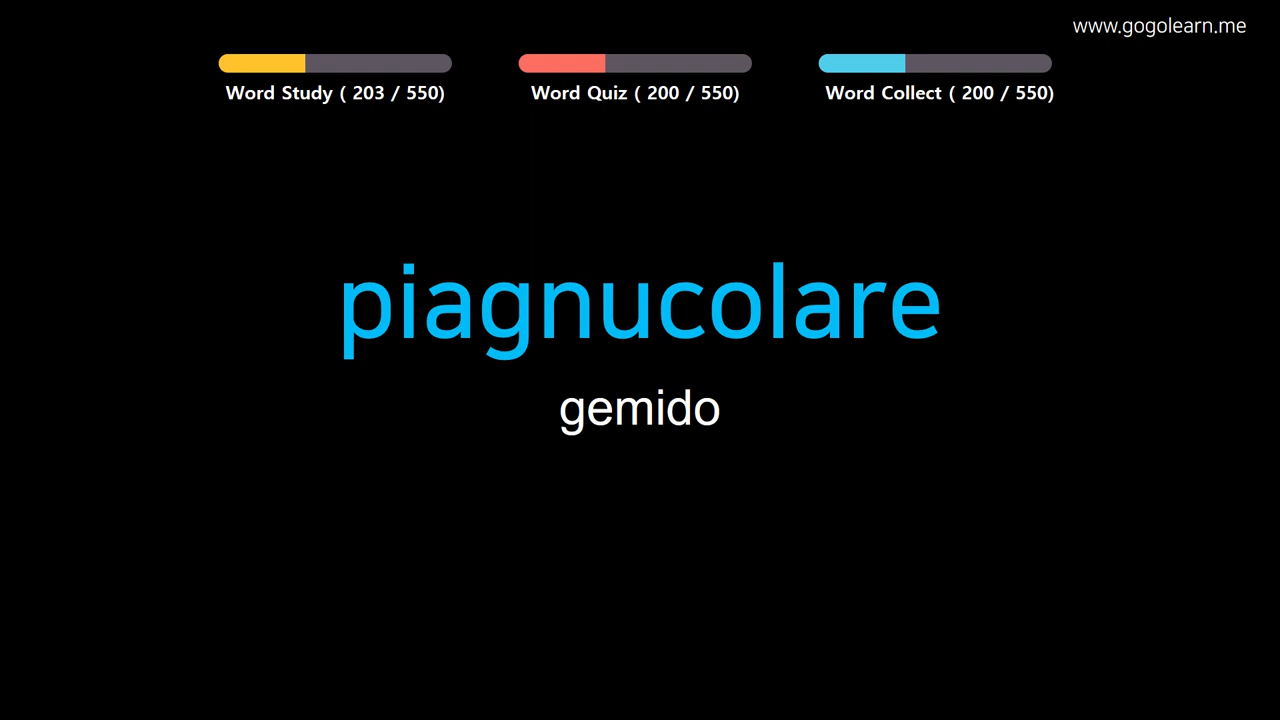 www.gogolearn.me
Word Study ( 203 / 550)
Word Quiz ( 200 / 550)
Word Collect ( 200 / 550)
piagnucolare
gemido